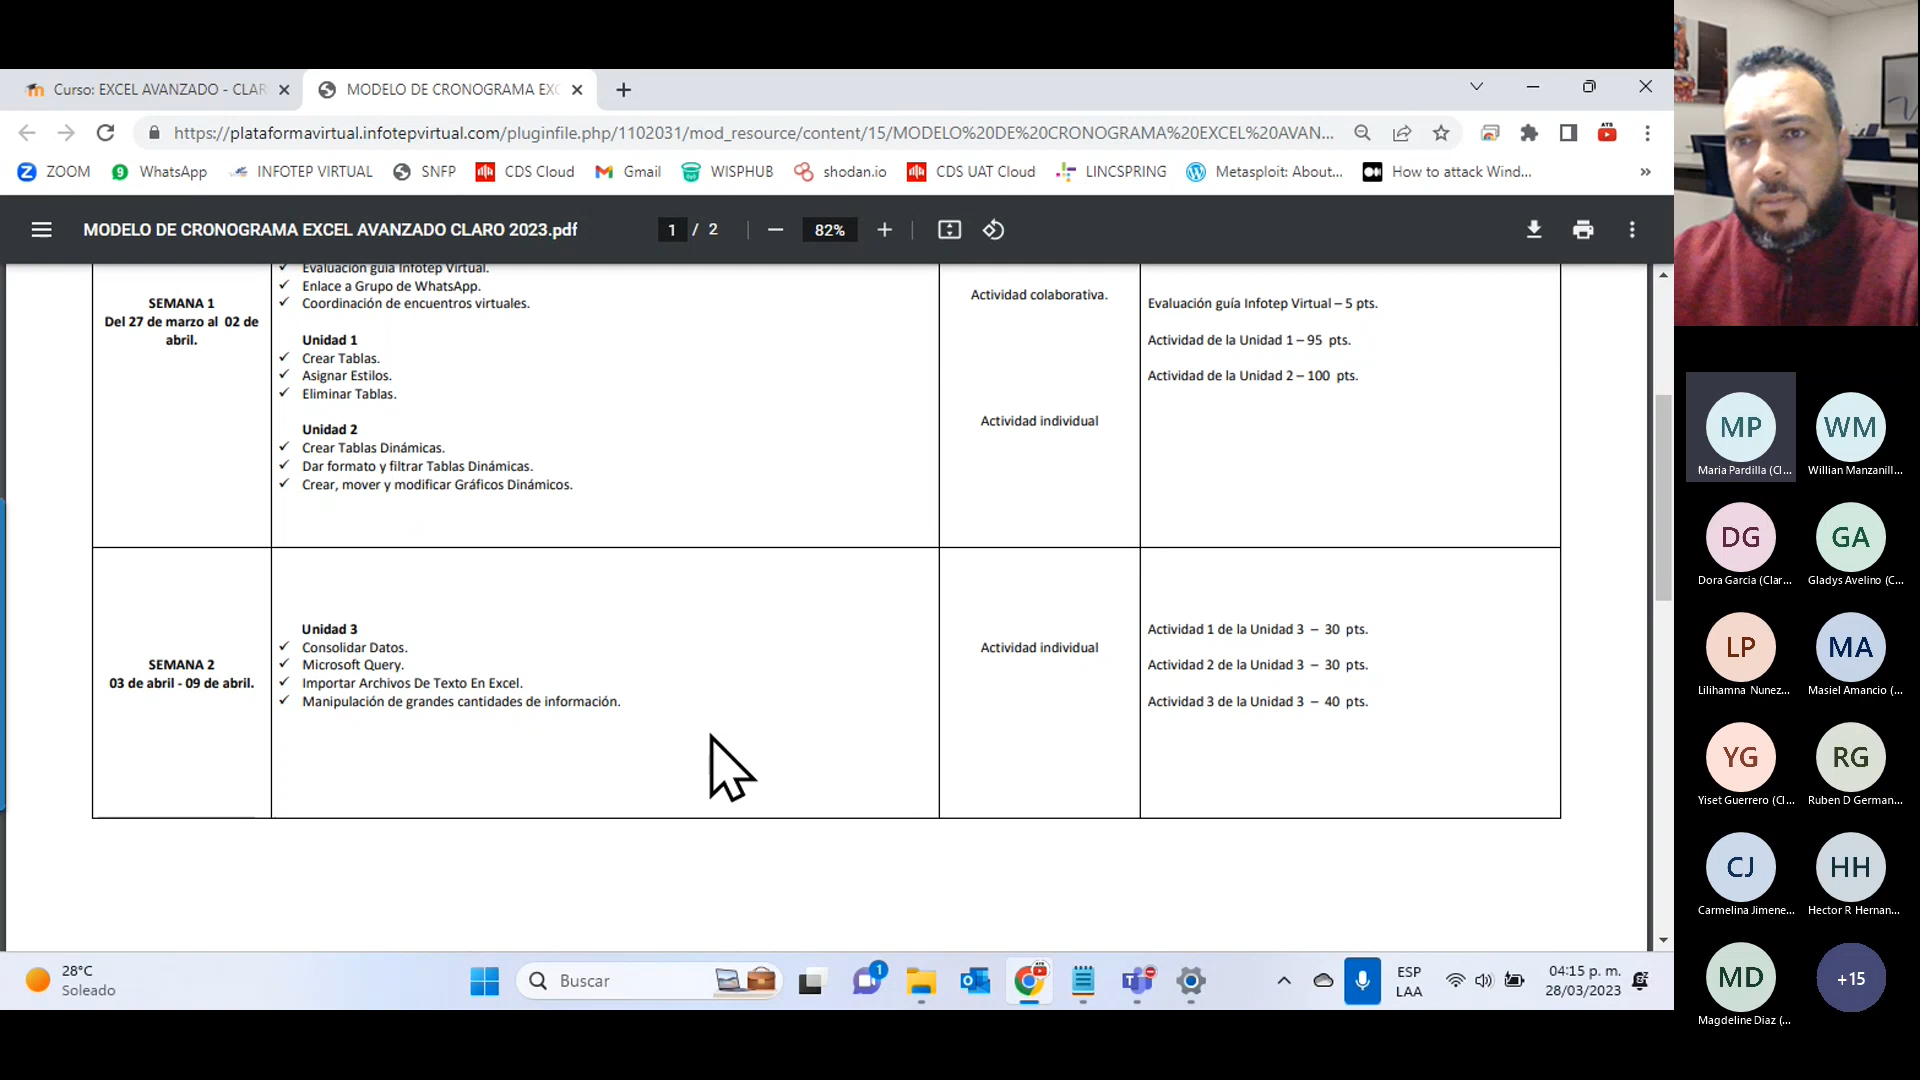 Curso: EXCEL AVANZADO - CLAR
MODELO DE CRONOGRAMA EXC
https://plataformavirtual.infotepvirtual.com/pluginfile.php/1102031/mod_resource/content/15/MODELO%20DE%20CRONOGRAMA%20EXCEL%20AVAN...
ZOOM
9
WhatsApp
INFOTEP VIRTUAL
SNFP
CDS Cloud
Gmail
WISPHUB
shodan.io
CDS UAT Cloud
LINCSPRING
Metasploit: About...
How to attack Wind...
»
MODELO DE CRONOGRAMA EXCEL AVANZADO CLARO 2023.pdf
1 / 2
82%
SEMANA 1
Del 27 de marzo al 02 de
abril.
✓ Evaluación guía Infotep Virtual.
✓ Enlace a Grupo de WhatsApp.
✓ Coordinación de encuentros virtuales.
Unidad 1
✓ Crear Tablas.
✓ Asignar Estilos.
✓ Eliminar Tablas.
Unidad 2
✓ Crear Tablas Dinámicas.
✓ Dar formato y filtrar Tablas Dinámicas.
✓ Crear, mover y modificar Gráficos Dinámicos.
Actividad colaborativa.
Actividad individual
Evaluación guía Infotep Virtual – 5 pts.
Actividad de la Unidad 1 – 95 pts.
Actividad de la Unidad 2 – 100 pts.
SEMANA 2
03 de abril - 09 de abril.
Unidad 3
✓ Consolidar Datos.
✓ Microsoft Query.
✓ Importar Archivos De Texto En Excel.
✓ Manipulación de grandes cantidades de información.
Actividad individual
Actividad 1 de la Unidad 3 – 30 pts.
Actividad 2 de la Unidad 3 – 30 pts.
Actividad 3 de la Unidad 3 – 40 pts.
28°C
Soleado
Buscar
1
ESP
LAA
04:15 p. m.
28/03/2023
MP
Maria Pardilla (Cl...
WM
Willian Manzanill...
DG
Dora Garcia (Clar...
GA
Gladys Avelino (C...
LP
Lilihamna Nunez...
MA
Masiel Amancio (...
YG
Yiset Guerrero (Cl...
RG
Ruben D German...
CJ
Carmelina Jimene...
HH
Hector R Hernan...
MD
Magdeline Diaz (...
+15